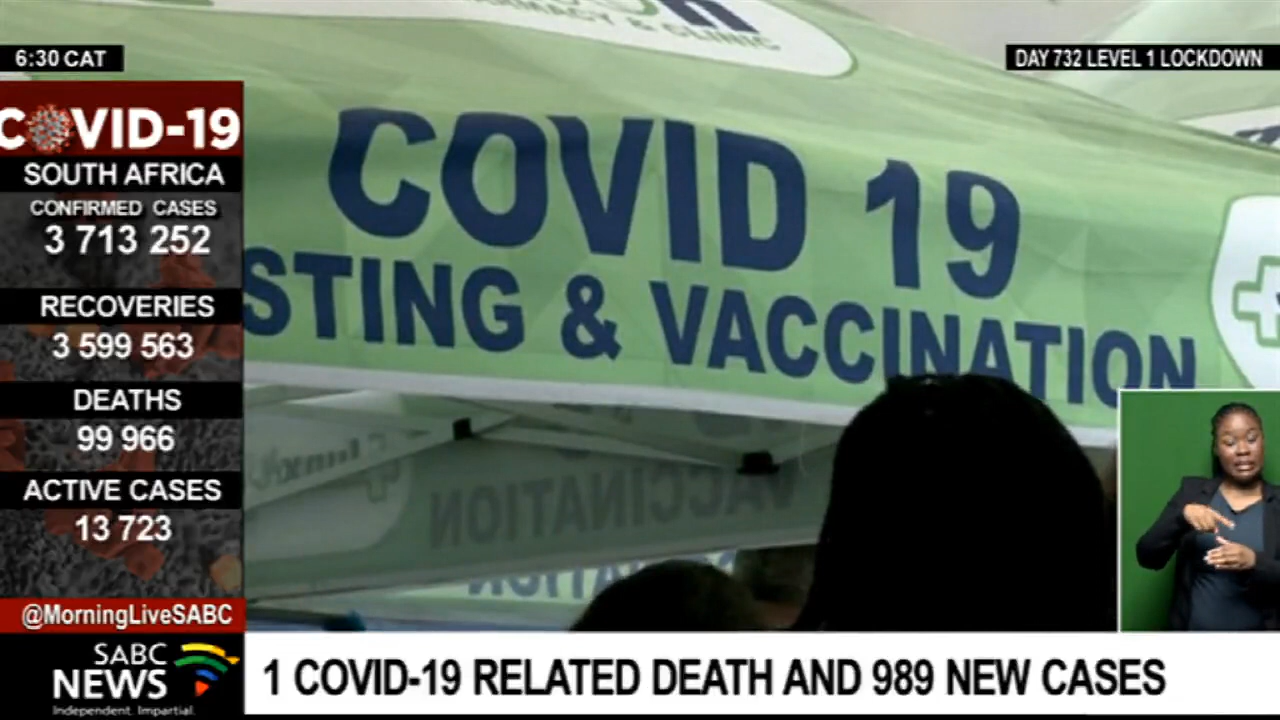 6:30 CAT
DAY 732 LEVEL 1 LOCKDOWN
COVID-19
SOUTH AFRICA
CONFIRMED CASES
3 713 252
RECOVERIES
3 599 563
DEATHS
99 966
ACTIVE CASES
13 723
@MorningLiveSABC
SABC
NEWS
Independent. Impartial.
PHARMACY & CLINIC
COVID 19
STING & VACCINATION
VACCINATION
1 COVID-19 RELATED DEATH AND 989 NEW CASES